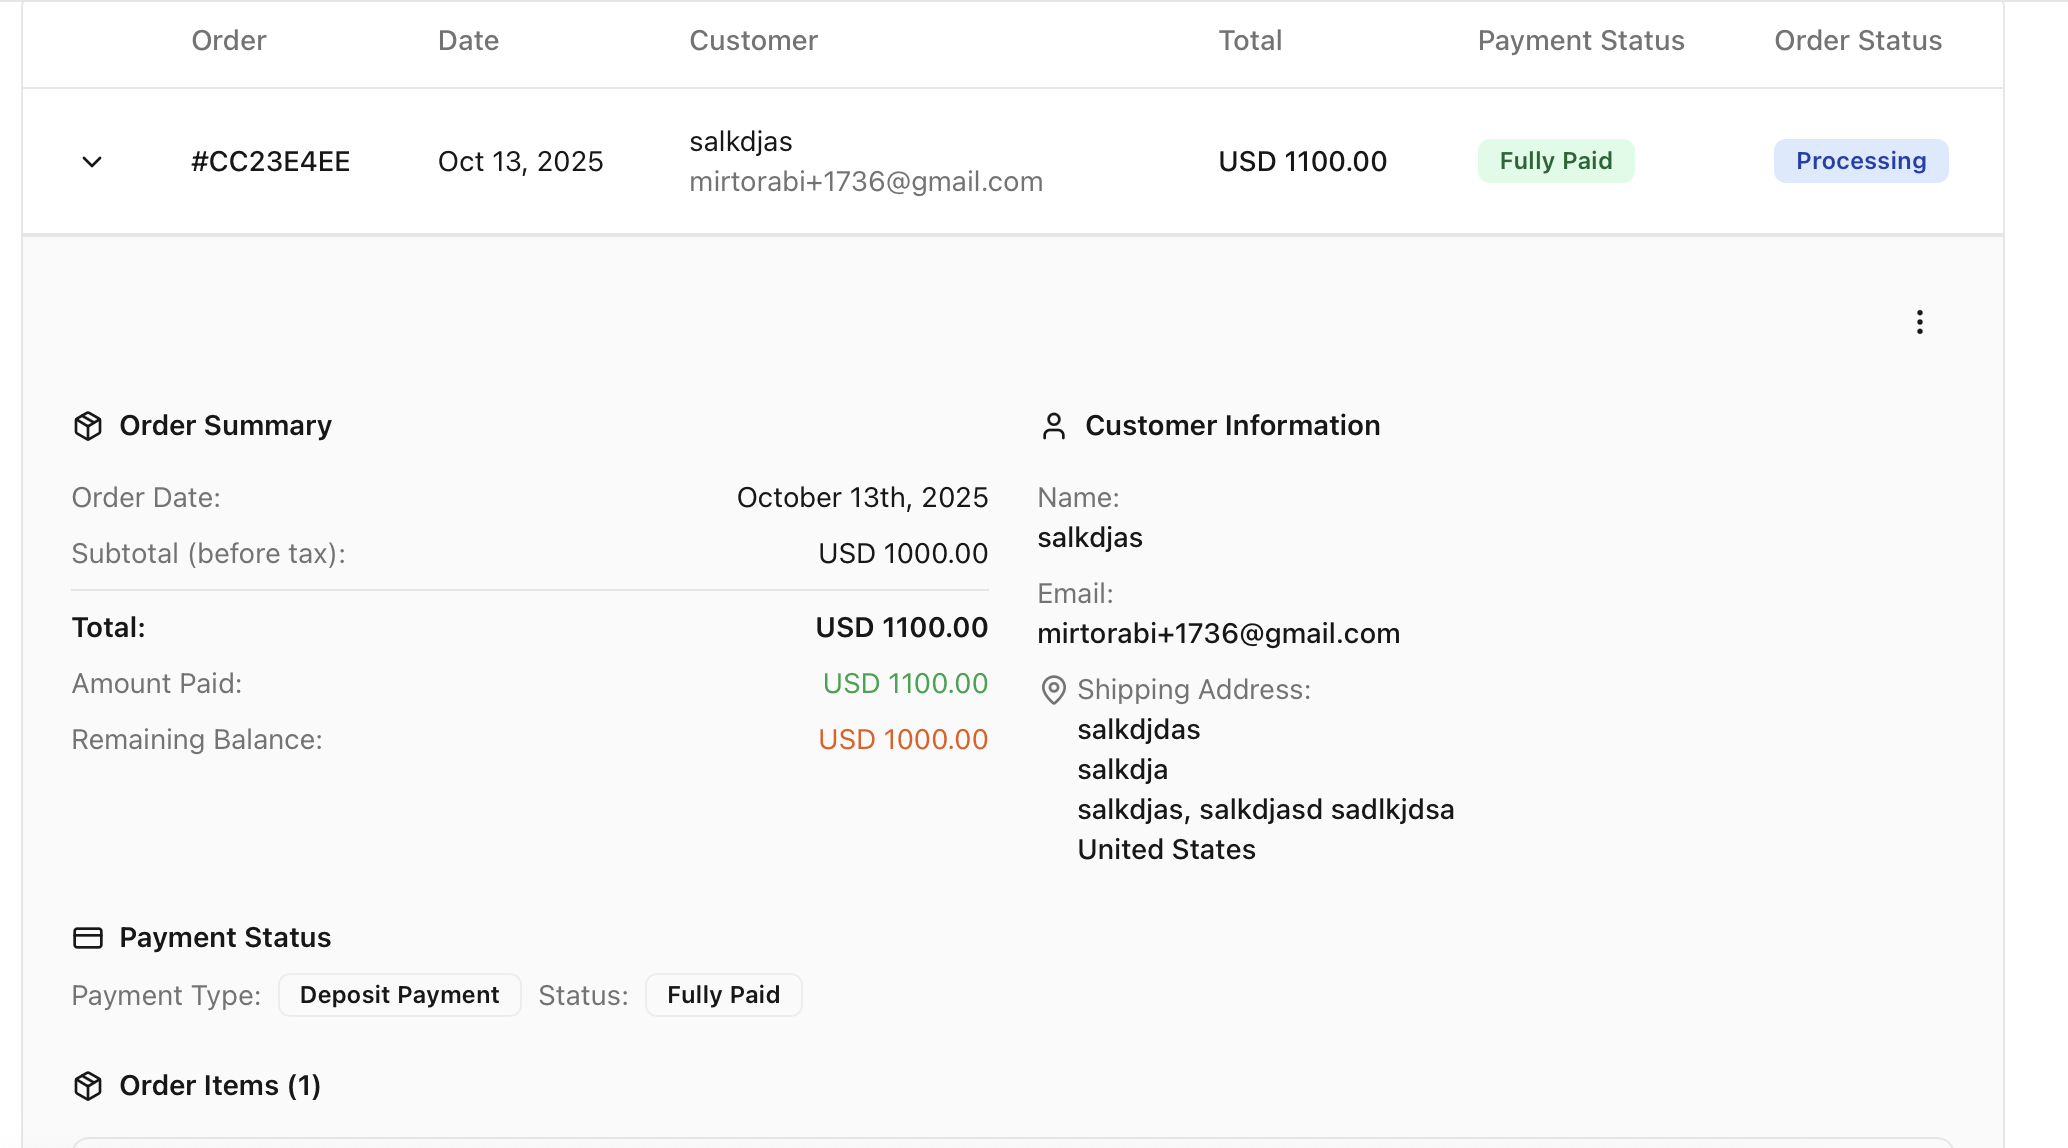 Order Date Customer Total Payment Status Order Status
#CC23E4EE Oct 13, 2025 salkdjas USD 1100.00 Fully Paid Processing
mirtorabi+1736@gmail.com
Order Summary
Order Date: October 13th, 2025
Subtotal (before tax): USD 1000.00
Total: USD 1100.00
Amount Paid: USD 1100.00
Remaining Balance: USD 1000.00
Customer Information
Name:
salkdjas
Email:
mirtorabi+1736@gmail.com
Shipping Address:
salkdjdas
salkdja
salkdjas, salkdjasd sadlkjdsa
United States
Payment Status
Payment Type: Deposit Payment Status: Fully Paid
Order Items (1)